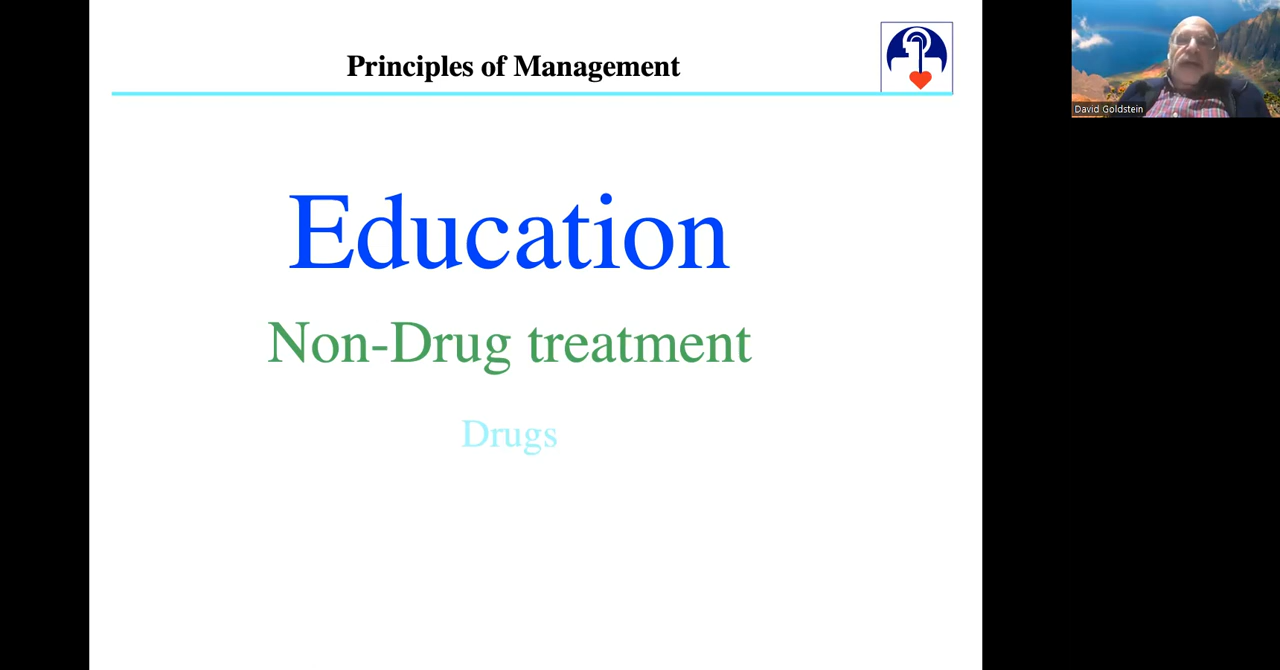 Principles of Management
David Goldstein
Education
Non-Drug treatment
Drugs